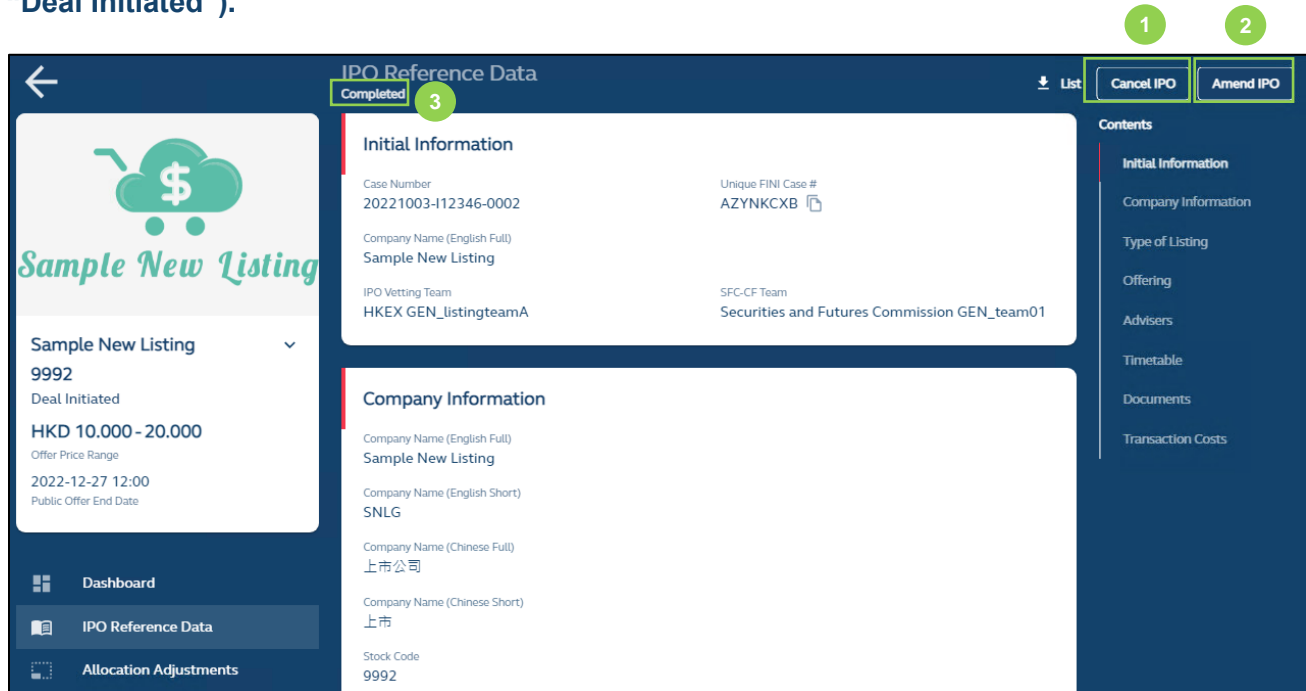 "Deal Initiated").
1
2
IPO Reference Data
Completed
3
List
Cancel IPO
Amend IPO
$
Sample New Listing
Sample New Listing
9992
Deal Initiated
HKD 10.000 - 20.000
Offer Price Range
2022-12-27 12:00
Public Offer End Date
Dashboard
IPO Reference Data
Allocation Adjustments
Initial Information
Case Number
20221003-I12346-0002
Unique FINI Case #
AZYNKCXB
Company Name (English Full)
Sample New Listing
IPO Vetting Team
HKEX GEN_listingteamA
SFC-CF Team
Securities and Futures Commission GEN_team01
Company Information
Company Name (English Full)
Sample New Listing
Company Name (English Short)
SNLG
Company Name (Chinese Full)
上市公司
Company Name (Chinese Short)
上市
Stock Code
9992
Contents
Initial Information
Company Information
Type of Listing
Offering
Advisers
Timetable
Documents
Transaction Costs